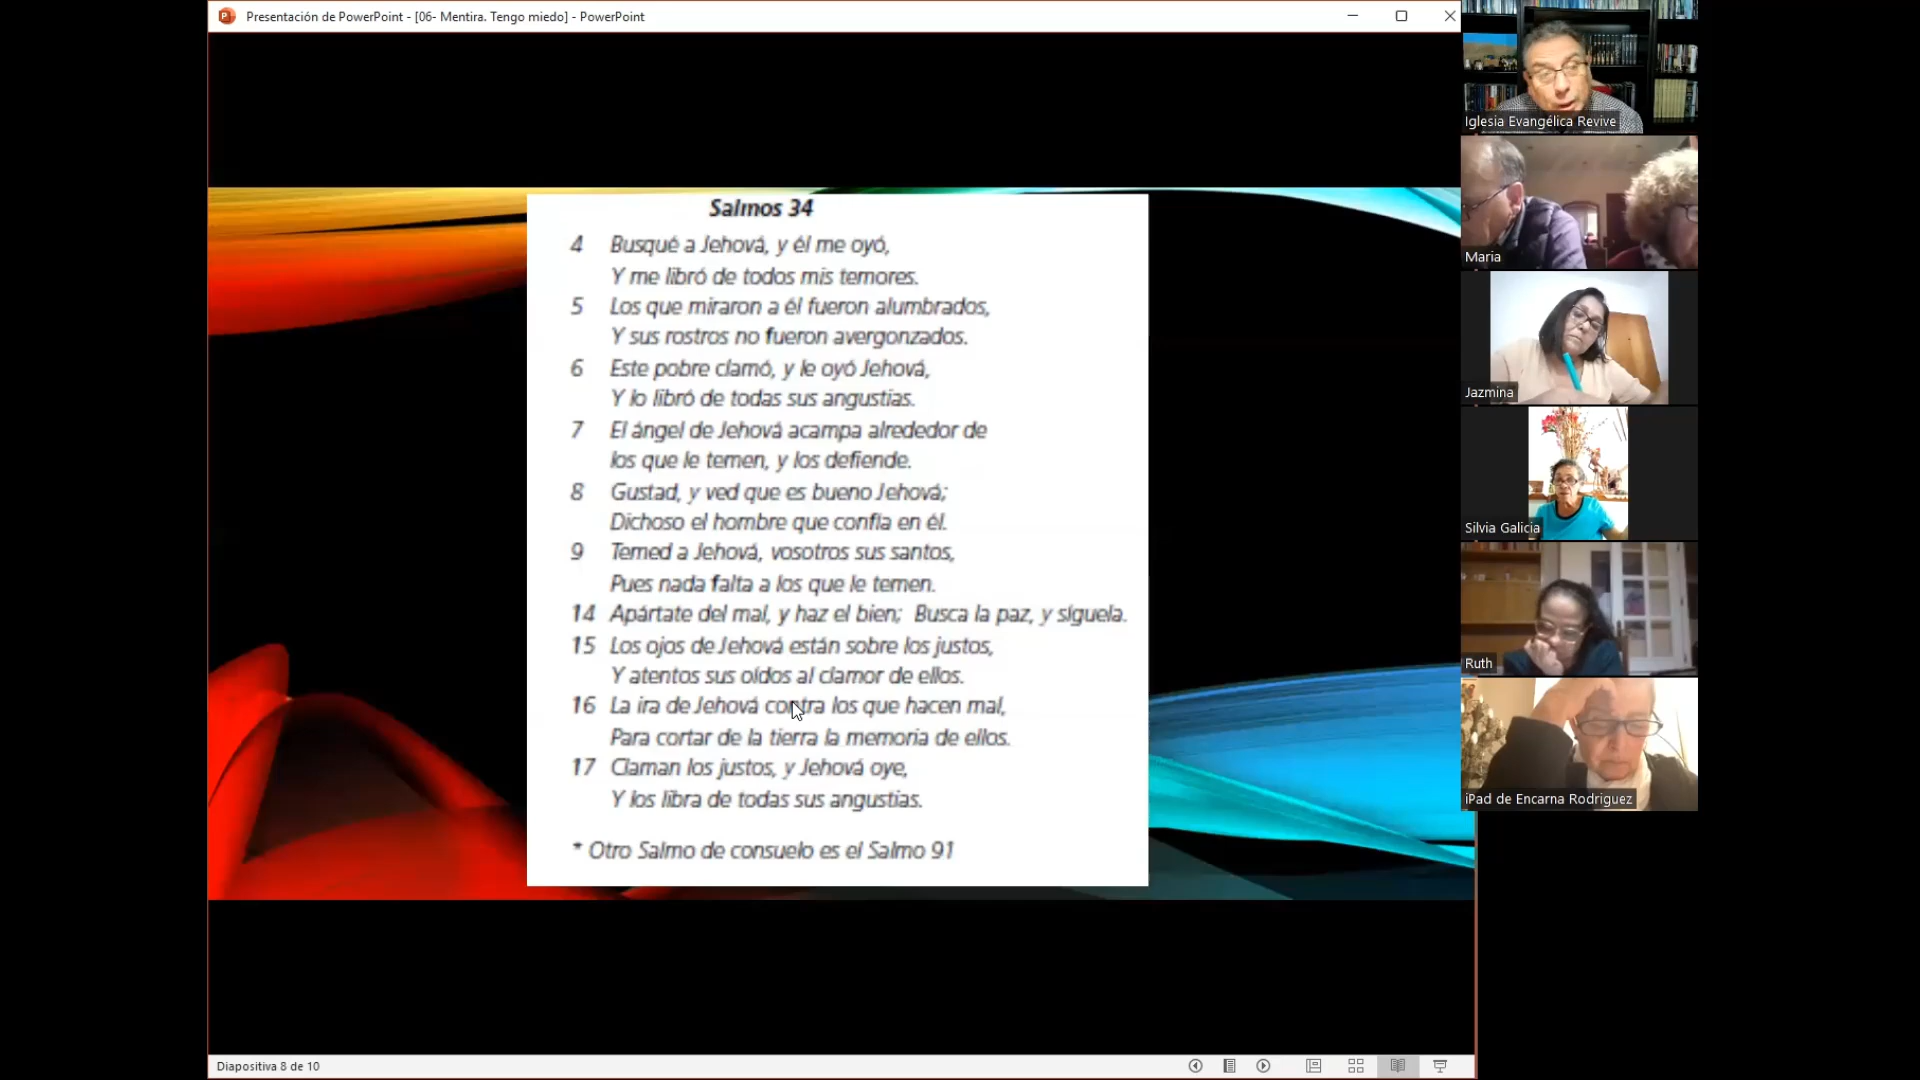 Presentación de PowerPoint - [06- Mentira. Tengo miedo] - PowerPoint
Salmos 34
4 Busqué a Jehová, y él me oyó,
Y me libró de todos mis temores.
5 Los que miraron a él fueron alumbrados,
Y sus rostros no fueron avergonzados.
6 Este pobre clamó, y le oyó Jehová,
Y lo libró de todas sus angustias.
7 El ángel de Jehová acampa alrededor de
los que le temen, y los defiende.
8 Gustad, y ved que es bueno Jehová;
Dichoso el hombre que confía en él.
9 Temed a Jehová, vosotros sus santos,
Pues nada falta a los que le temen.
14 Apártate del mal, y haz el bien; Busca la paz, y síguela.
15 Los ojos de Jehová están sobre los justos,
Y atentos sus oídos al clamor de ellos.
16 La ira de Jehová contra los que hacen mal,
Para cortar de la tierra la memoria de ellos.
17 Claman los justos, y Jehová oye,
Y los libra de todas sus angustias.
* Otro Salmo de consuelo es el Salmo 91
Diapositiva 8 de 10
Iglesia Evangélica Revive
Maria
Jazmina
Silvia Galicia
Ruth
iPad de Encarna Rodriguez